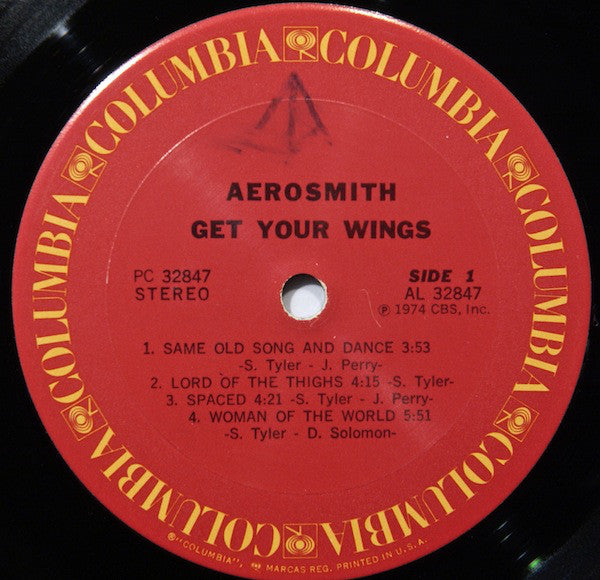 COLUMBIA COLUMBIA COLUMBIA COLUMBIA COLUMBIA COLUMBIA
AEROSMITH
GET YOUR WINGS
PC 32847 SIDE 1
STEREO AL 32847
Ⓟ 1974 CBS, Inc.
1. SAME OLD SONG AND DANCE 3:53
-S. Tyler - J. Perry-
2. LORD OF THE THIGHS 4:15 -S. Tyler-
3. SPACED 4:21 -S. Tyler - J. Perry-
4. WOMAN OF THE WORLD 5:51
-S. Tyler - D. Solomon-
®"COLUMBIA", MARCAS REG. PRINTED IN U.S.A.